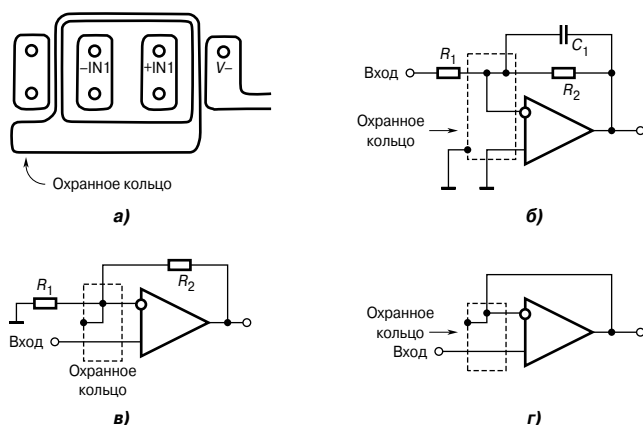 –IN1 +IN1 V–
Охранное кольцо
а)
R1 C1
Вход R2
Охранное
кольцо
б)
R1 R2
Вход
Охранное
кольцо
в)
Охранное
кольцо
Вход
г)